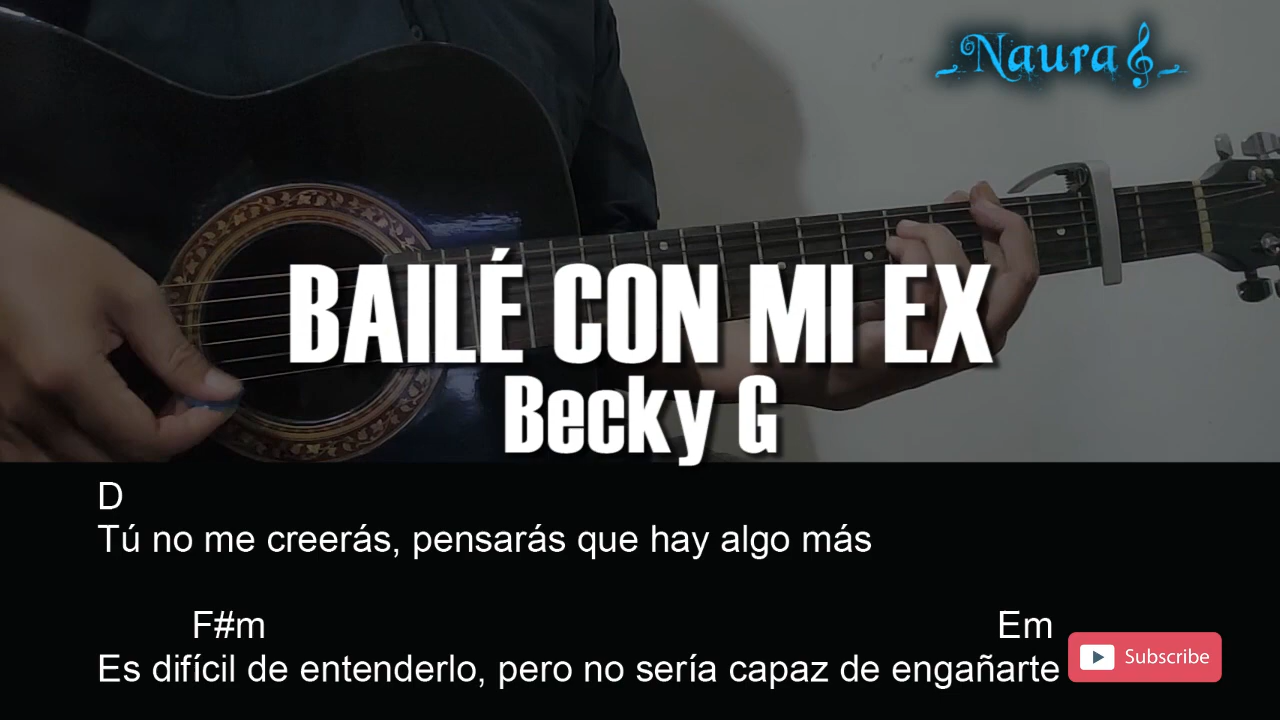 Naura
BAILÉ CON MI EX
Becky G
D
Tú no me creerás, pensarás que hay algo más
F#m Em
Es difícil de entenderlo, pero no sería capaz de engañarte
Subscribe